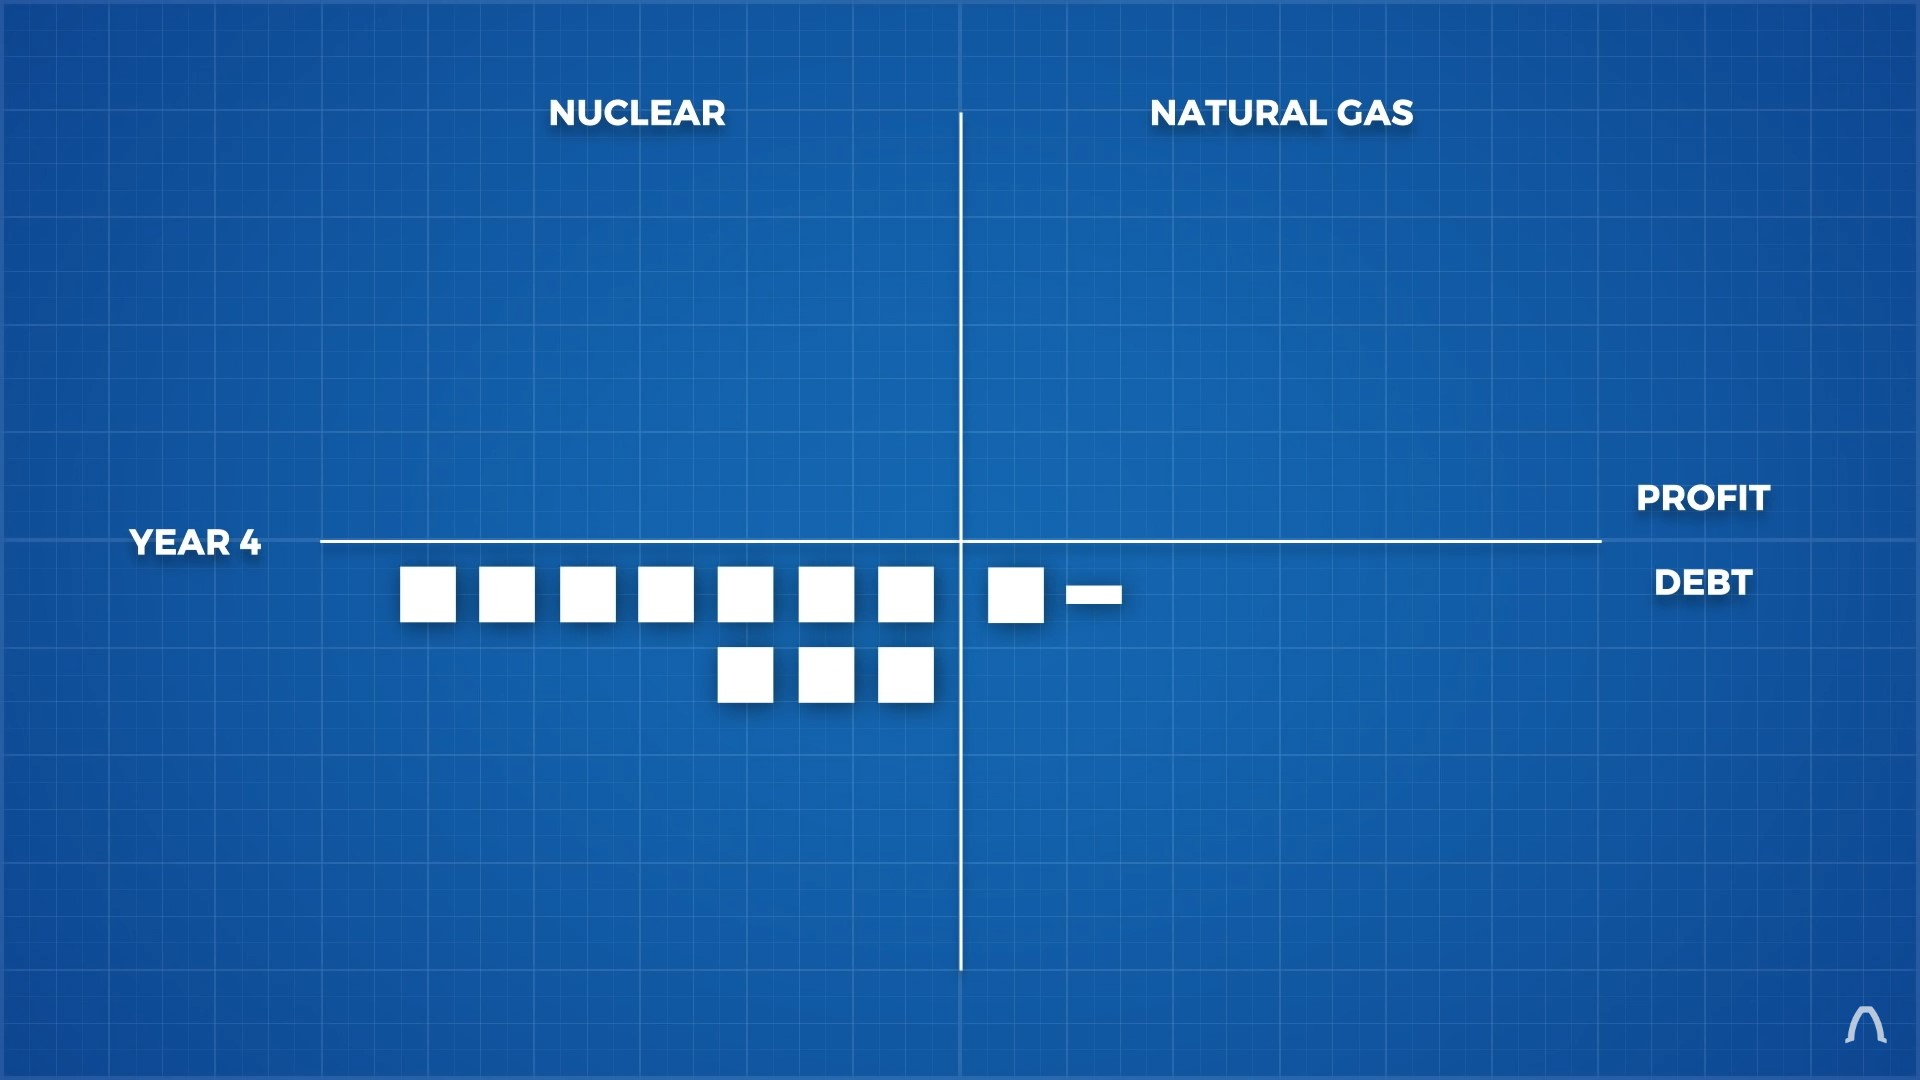 NUCLEAR
NATURAL GAS
PROFIT
YEAR 4
DEBT